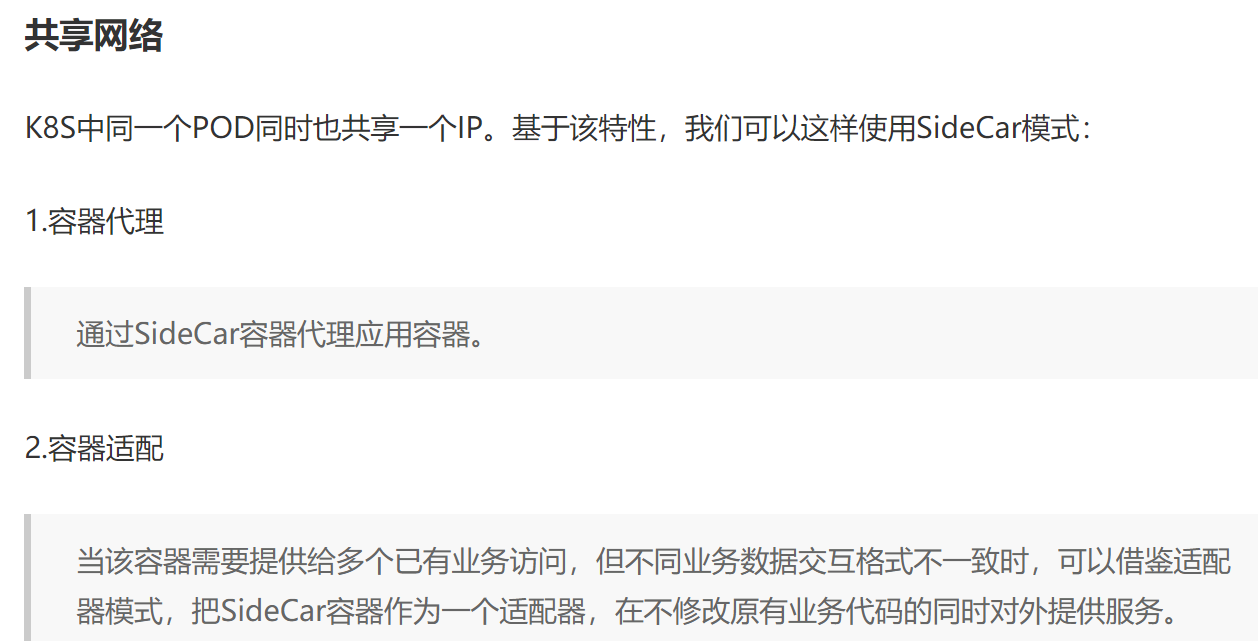 共享网络
K8S中同一个POD同时也共享一个IP。基于该特性，我们可以这样使用SideCar模式：
1.容器代理
通过SideCar容器代理应用容器。
2.容器适配
当该容器需要提供给多个已有业务访问，但不同业务数据交互格式不一致时，可以借鉴适配
器模式，把SideCar容器作为一个适配器，在不修改原有业务代码的同时对外提供服务。